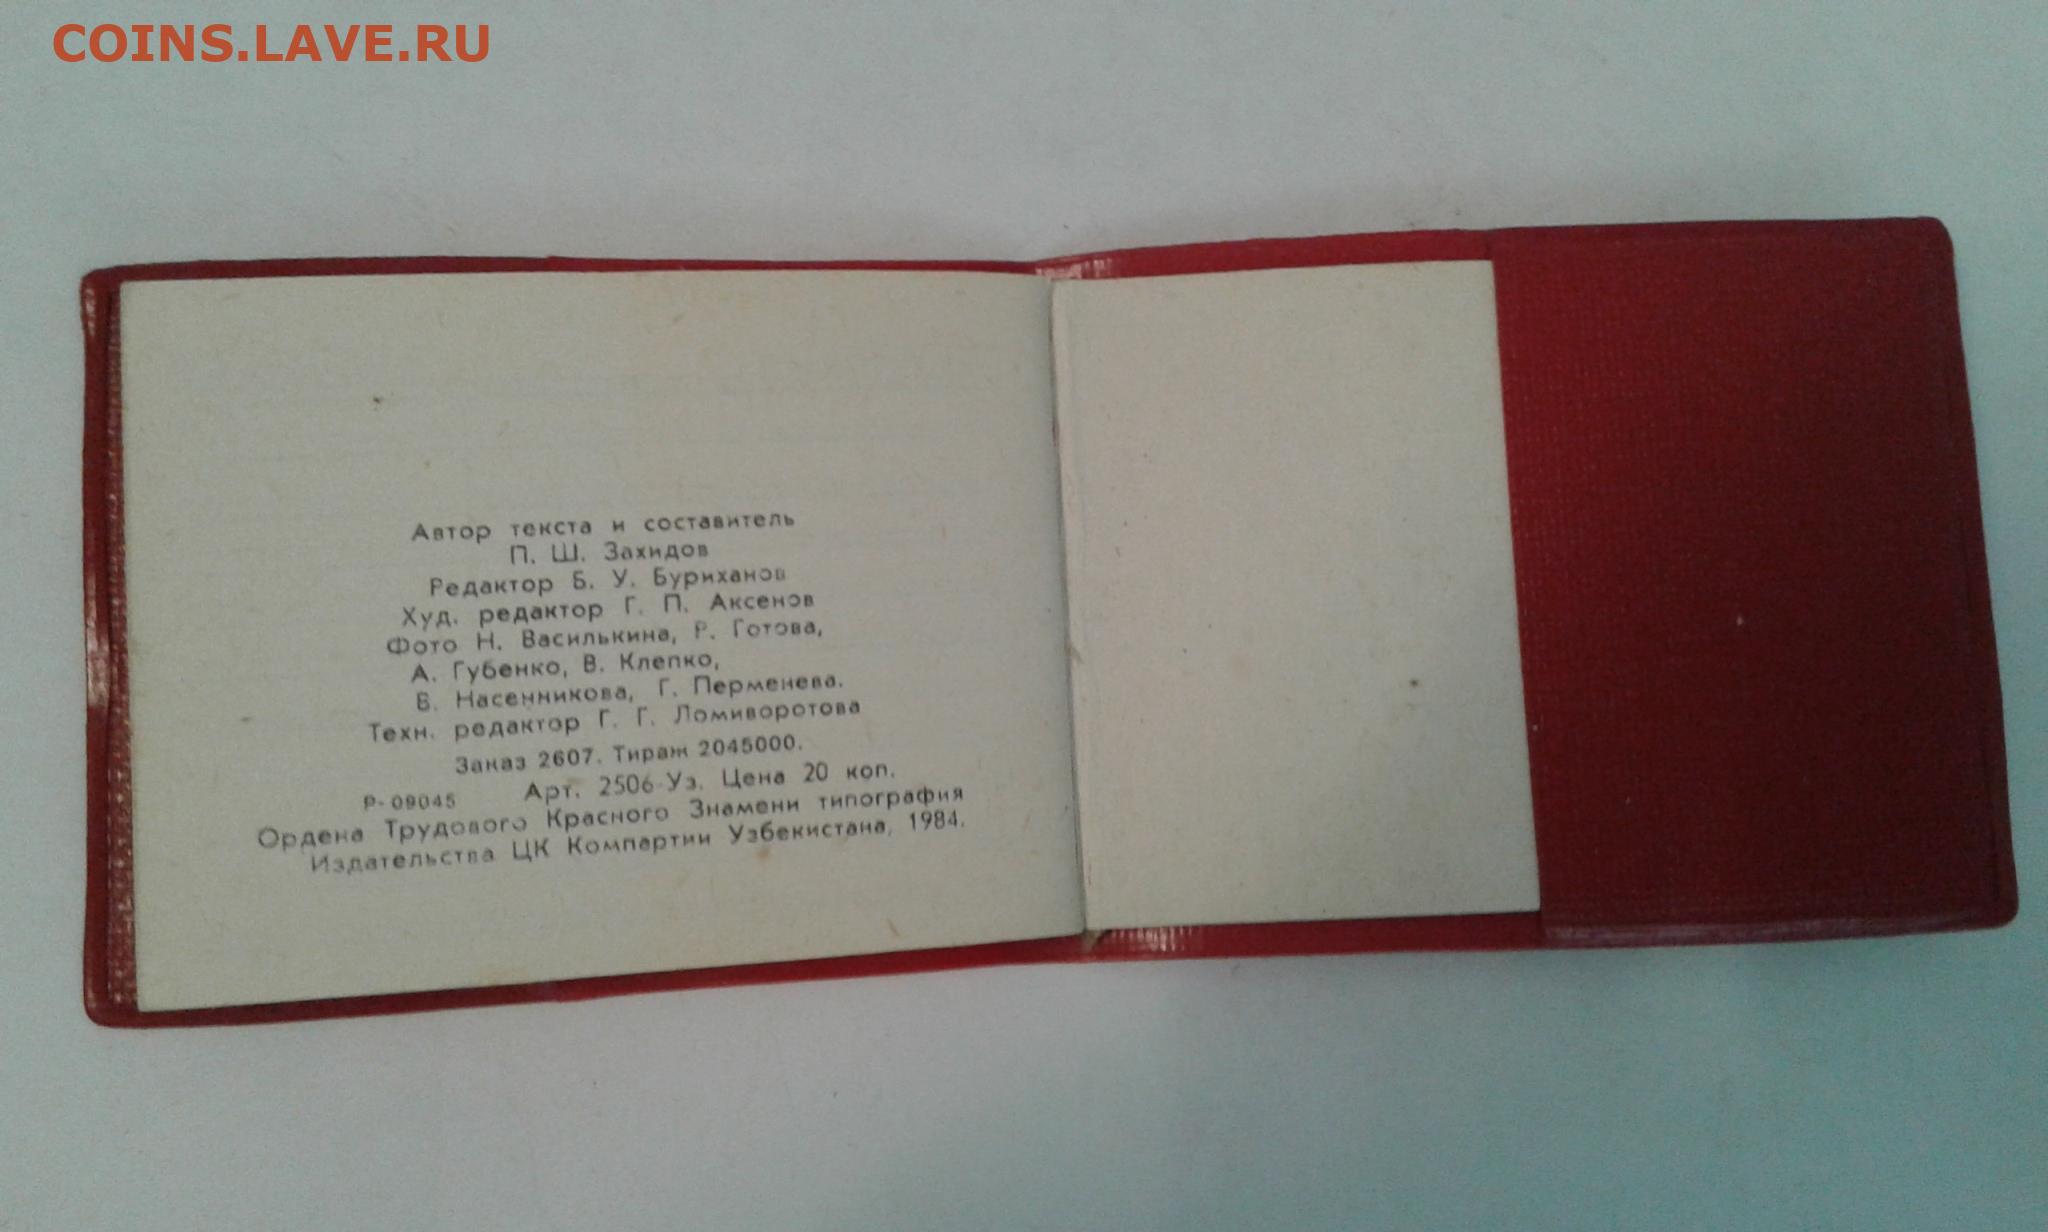 COINS.LAVE.RU
Автор текста и составитель
П. Ш. Захидов
Редактор Б. У. Буриханов
Худ. редактор Г. П. Аксенов
Фото Н. Василькина, Р. Готова,
А. Губенко, В. Клепко,
В. Насенникова, Г. Перменева.
Техн. редактор Г. Г. Ломиворотова
Заказ 2607. Тираж 2045000.
Р-09045 Арт. 2506-Уз. Цена 20 коп.
Ордена Трудового Красного Знамени типография
Издательства ЦК Компартии Узбекистана, 1984.